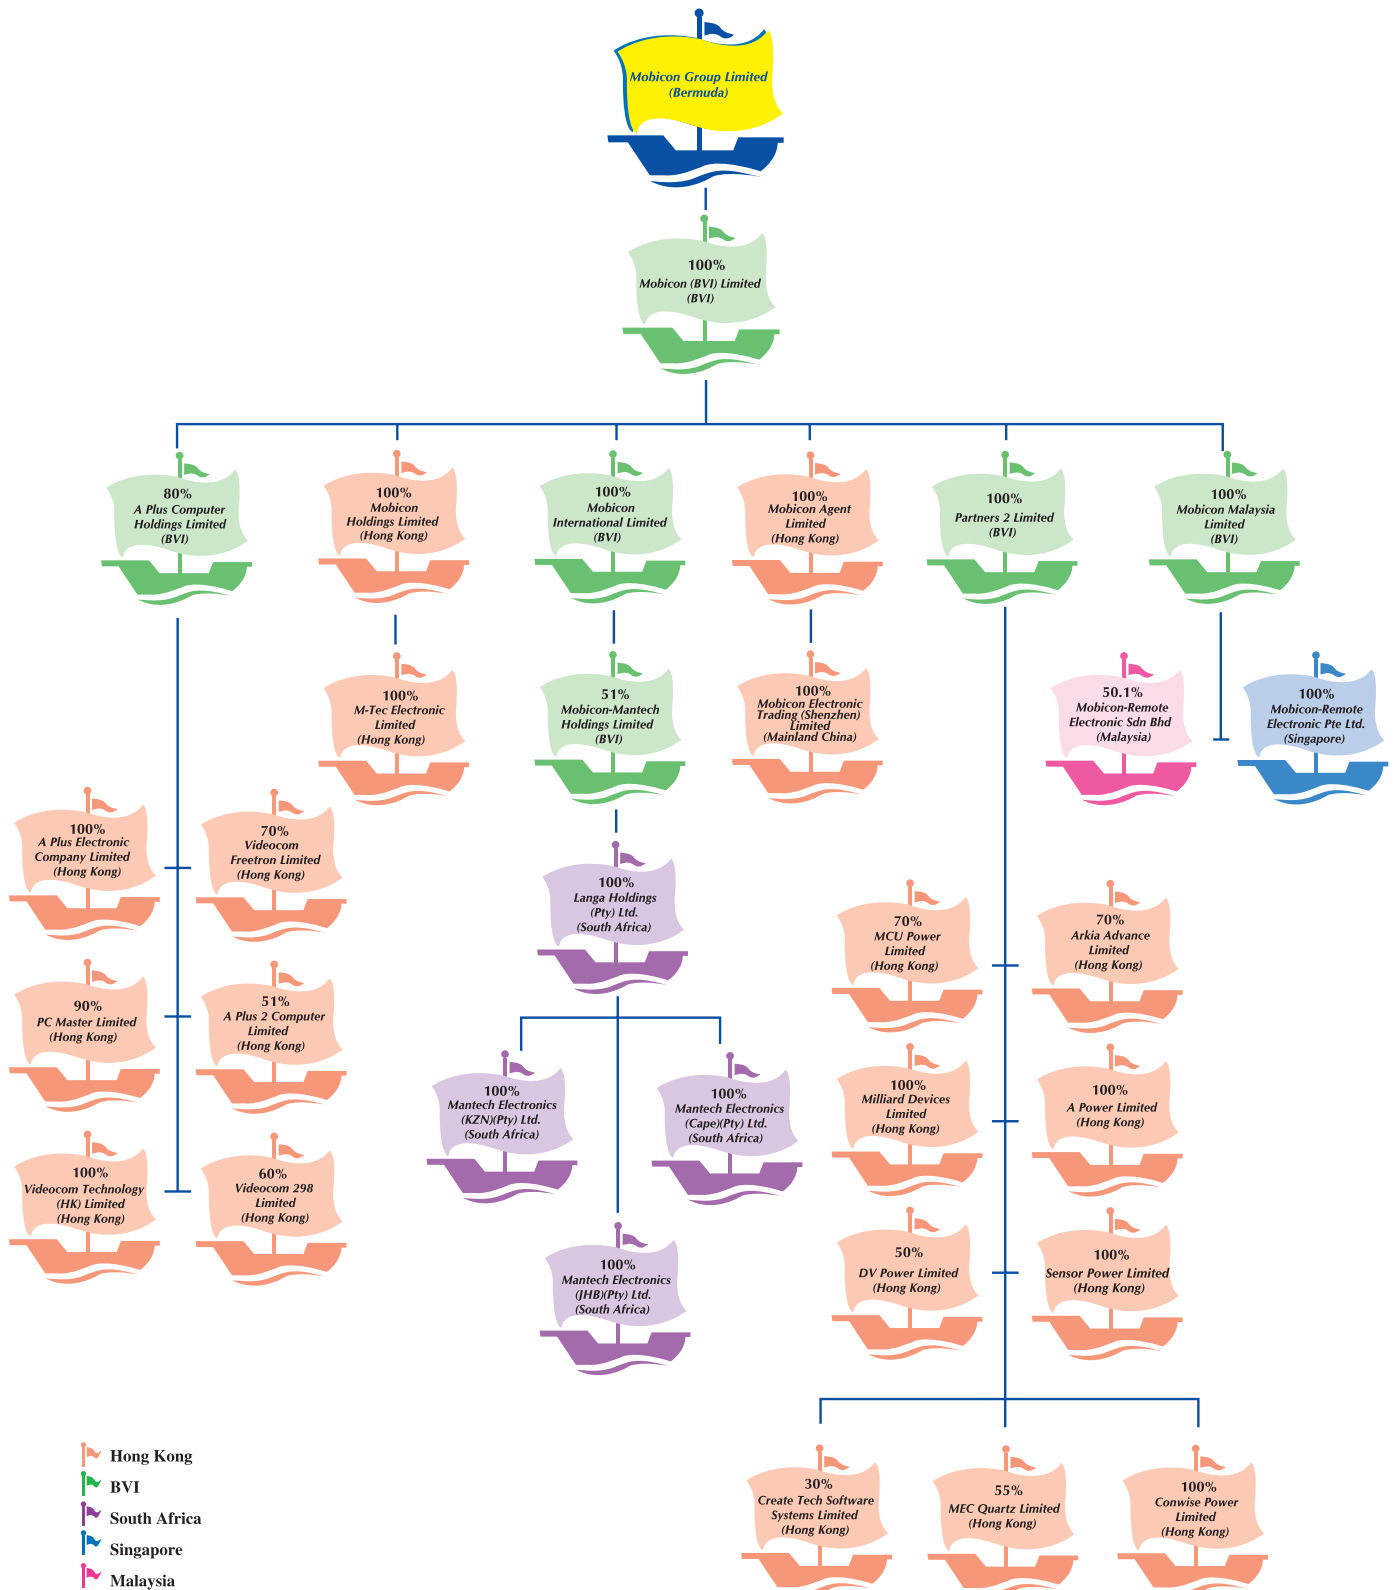 Mobicon Group Limited
(Bermuda)
100%
Mobicon (BVI) Limited
(BVI)
80%
A Plus Computer
Holdings Limited
(BVI)
100%
Mobicon
Holdings Limited
(Hong Kong)
100%
Mobicon
International Limited
(BVI)
100%
Mobicon Agent
Limited
(Hong Kong)
100%
Partners 2 Limited
(BVI)
100%
Mobicon Malaysia
Limited
(BVI)
100%
M-Tec Electronic
Limited
(Hong Kong)
51%
Mobicon-Mantech
Holdings Limited
(BVI)
100%
Mobicon Electronic
Trading (Shenzhen)
Limited
(Mainland China)
50.1%
Mobicon-Remote
Electronic Sdn Bhd
(Malaysia)
100%
Mobicon-Remote
Electronic Pte Ltd.
(Singapore)
100%
A Plus Electronic
Company Limited
(Hong Kong)
70%
Videocom
Freetron Limited
(Hong Kong)
100%
Langa Holdings
(Pty) Ltd.
(South Africa)
70%
MCU Power
Limited
(Hong Kong)
70%
Arkia Advance
Limited
(Hong Kong)
90%
PC Master Limited
(Hong Kong)
51%
A Plus 2 Computer
Limited
(Hong Kong)
100%
Mantech Electronics
(KZN)(Pty) Ltd.
(South Africa)
100%
Mantech Electronics
(Cape)(Pty) Ltd.
(South Africa)
100%
Milliard Devices
Limited
(Hong Kong)
100%
A Power Limited
(Hong Kong)
100%
Videocom Technology
(HK) Limited
(Hong Kong)
60%
Videocom 298
Limited
(Hong Kong)
100%
Mantech Electronics
(JHB)(Pty) Ltd.
(South Africa)
50%
DV Power Limited
(Hong Kong)
100%
Sensor Power Limited
(Hong Kong)
30%
Create Tech Software
Systems Limited
(Hong Kong)
55%
MEC Quartz Limited
(Hong Kong)
100%
Conwise Power
Limited
(Hong Kong)
Hong Kong
BVI
South Africa
Singapore
Malaysia